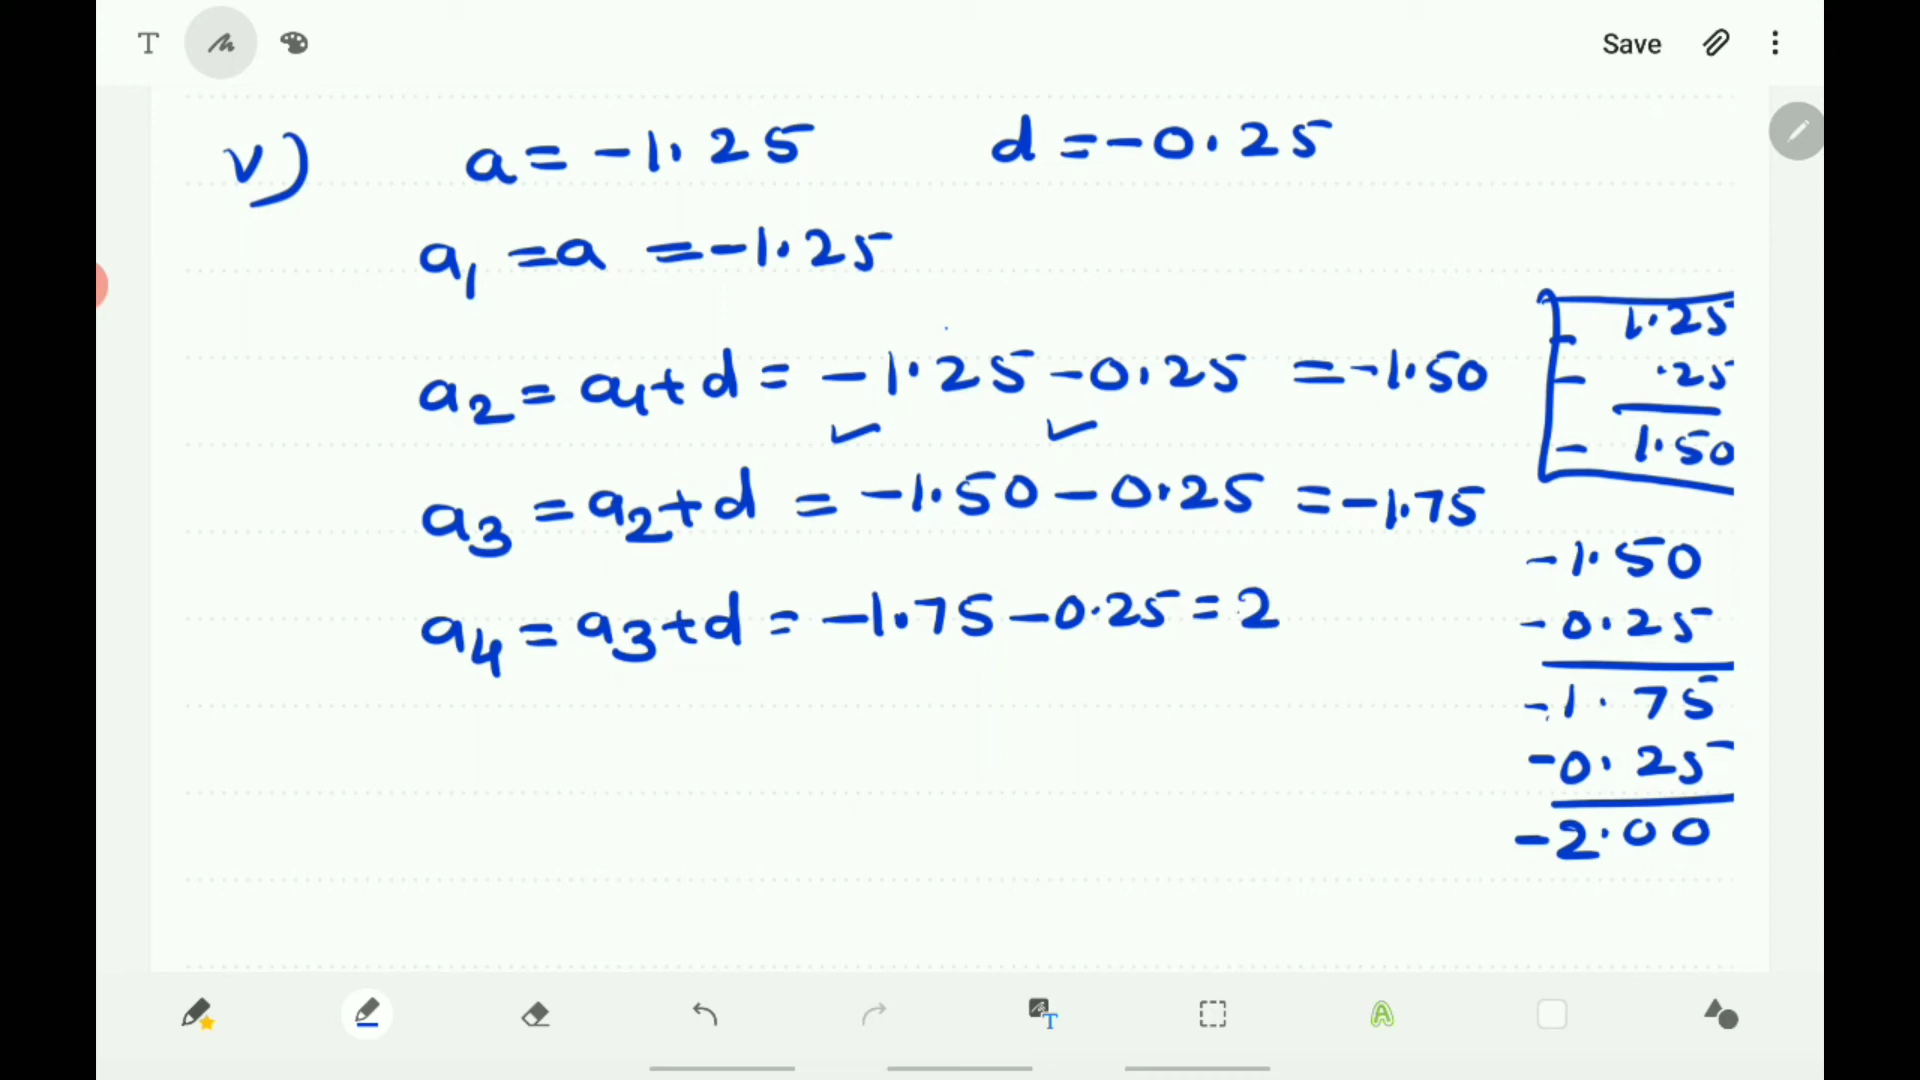 T Save
v) a = -1.25 d = -0.25
a₁ = a = -1.25
a₂ = a₁ + d = -1.25 - 0.25 = -1.50
a₃ = a₂ + d = -1.50 - 0.25 = -1.75
a₄ = a₃ + d = -1.75 - 0.25 = 2
- 1.25
- .25
- 1.50
-1.50
-0.25
-1.75
-0.25
-2.00
T A